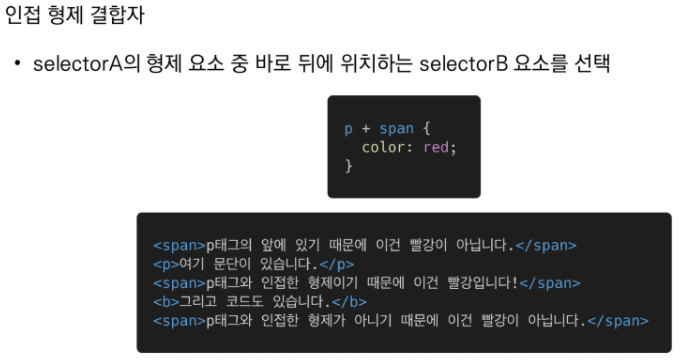 인접 형제 결합자
• selectorA의 형제 요소 중 바로 뒤에 위치하는 selectorB 요소를 선택
p + span {
  color: red;
}
<span>p태그의 앞에 있기 때문에 이건 빨강이 아닙니다.</span>
<p>여기 문단이 있습니다.</p>
<span>p태그와 인접한 형제이기 때문에 이건 빨강입니다!</span>
<b>그리고 코드도 있습니다.</b>
<span>p태그와 인접한 형제가 아니기 때문에 이건 빨강이 아닙니다.</span>